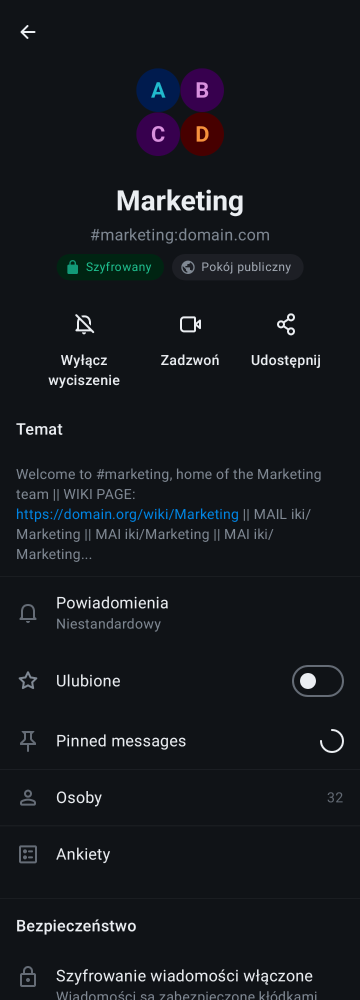 A B
C D
Marketing
#marketing:domain.com
Szyfrowany Pokój publiczny
Wyłącz
wyciszenie
Zadzwoń
Udostępnij
Temat
Welcome to #marketing, home of the Marketing
team || WIKI PAGE:
https://domain.org/wiki/Marketing || MAIL iki/
Marketing || MAI iki/Marketing || MAI iki/
Marketing...
Powiadomienia
Niestandardowy
Ulubione
Pinned messages
Osoby 32
Ankiety
Bezpieczeństwo
Szyfrowanie wiadomości włączone
Wiadomości są zabezpieczone kłódkami